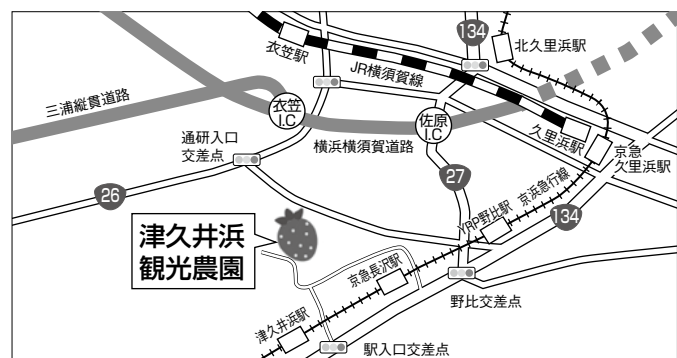 134
北久里浜駅
衣笠駅
JR横須賀線
三浦縦貫道路
衣笠
I.C
佐原
I.C
久里浜駅
通研入口
交差点
横浜横須賀道路
京急
久里浜駅
27
26
YRP野比駅
京浜急行線
134
津久井浜
観光農園
京急長沢駅
野比交差点
津久井浜駅
駅入口交差点